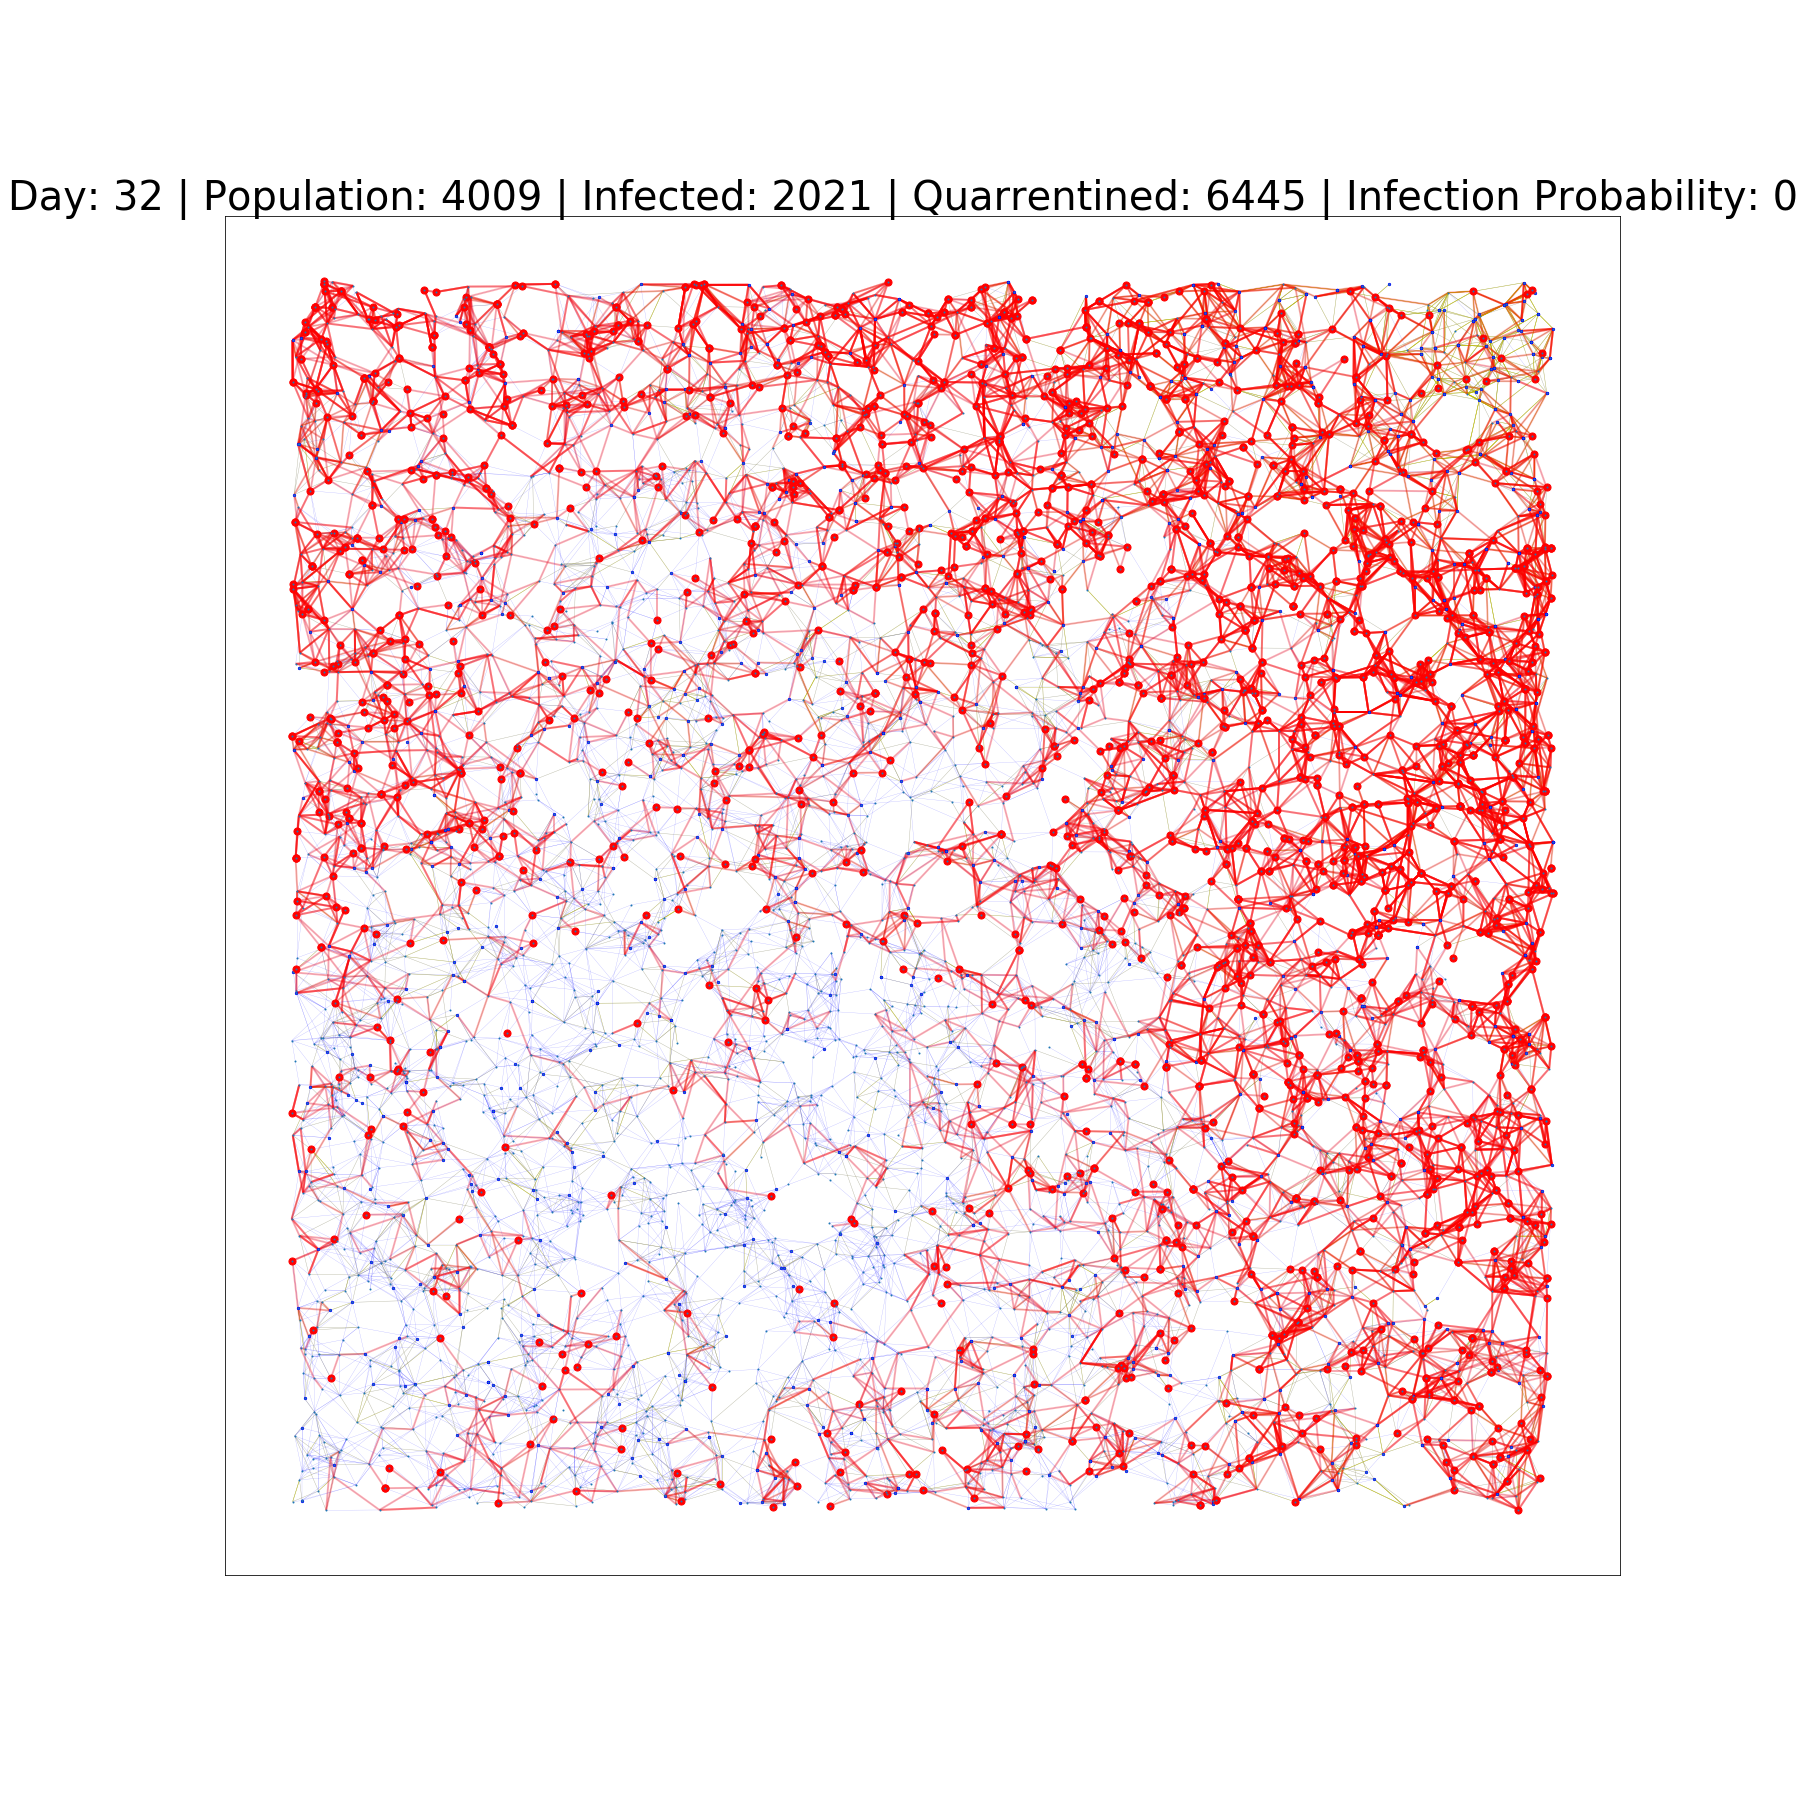 Day: 32 | Population: 4009 | Infected: 2021 | Quarrentined: 6445 | Infection Probability: 0